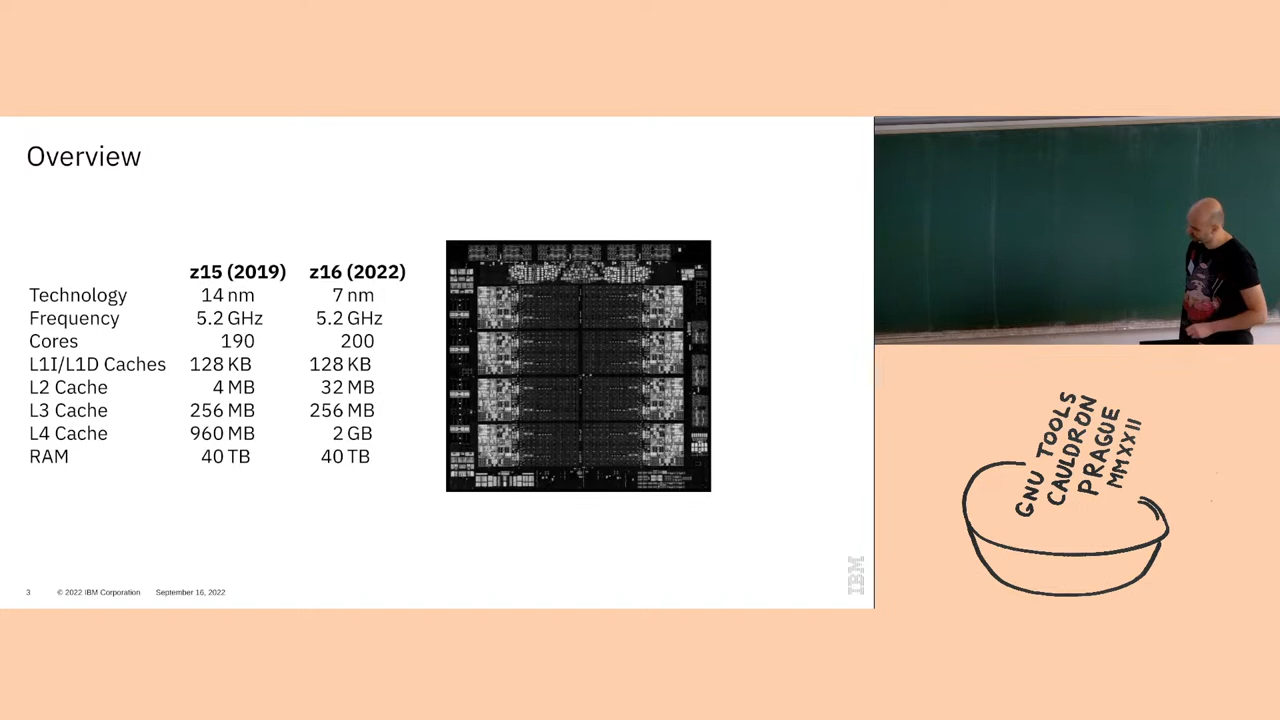 Overview
z15 (2019) z16 (2022)
Technology 14 nm 7 nm
Frequency 5.2 GHz 5.2 GHz
Cores 190 200
L1I/L1D Caches 128 KB 128 KB
L2 Cache 4 MB 32 MB
L3 Cache 256 MB 256 MB
L4 Cache 960 MB 2 GB
RAM 40 TB 40 TB
3 © 2022 IBM Corporation September 16, 2022
IBM
GNU TOOLS
CAULDRON
PRAGUE
MMXXII